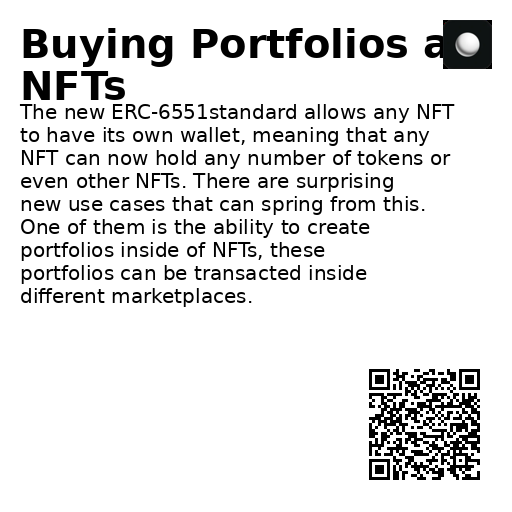 Buying Portfolios a
NFTs
The new ERC-6551standard allows any NFT
to have its own wallet, meaning that any
NFT can now hold any number of tokens or
even other NFTs. There are surprising
new use cases that can spring from this.
One of them is the ability to create
portfolios inside of NFTs, these
portfolios can be transacted inside
different marketplaces.